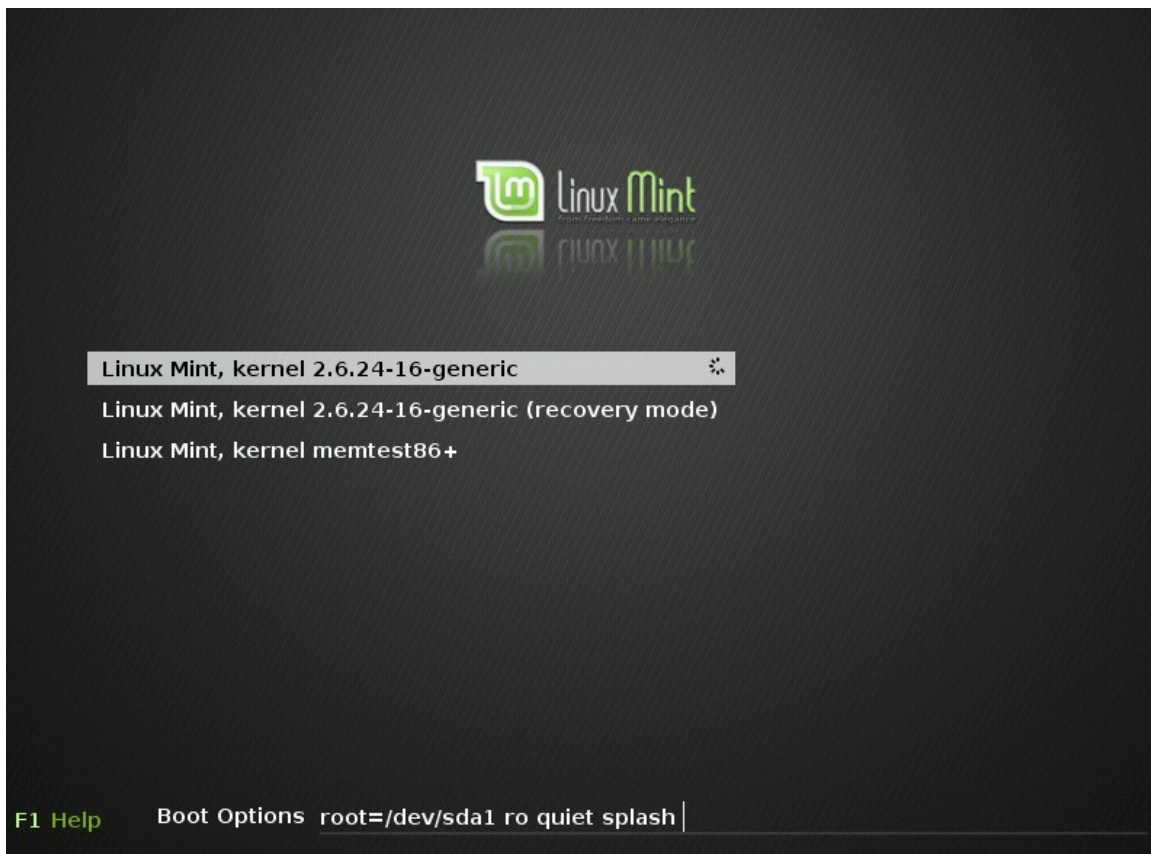 Linux Mint
from freedom came elegance
Linux Mint, kernel 2.6.24-16-generic
Linux Mint, kernel 2.6.24-16-generic (recovery mode)
Linux Mint, kernel memtest86+
F1 Help Boot Options root=/dev/sda1 ro quiet splash